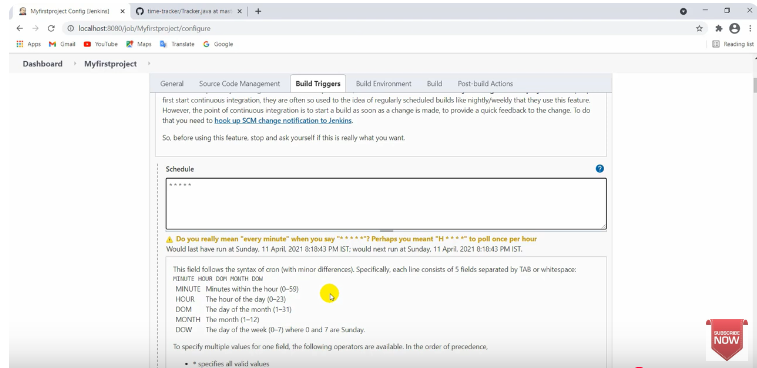 Myfirstproject Config [Jenkins]
time-tracker/Tracker.java at mast
localhost:8080/job/Myfirstproject/configure
Apps Gmail YouTube Maps Translate Google Reading list
Dashboard Myfirstproject
General Source Code Management Build Triggers Build Environment Build Post-build Actions
first start continuous integration, they are often so used to the idea of regularly scheduled builds like nightly/weekly that they use this feature.
However, the point of continuous integration is to start a build as soon as a change is made, to provide a quick feedback to the change. To do
that you need to hook up SCM change notification to Jenkins.
So, before using this feature, stop and ask yourself if this is really what you want.
Schedule
* * * * *
Do you really mean "every minute" when you say "* * * * *"? Perhaps you meant "H * * * *" to poll once per hour
Would last have run at Sunday, 11 April, 2021 8:18:43 PM IST; would next run at Sunday, 11 April, 2021 8:18:43 PM IST.
This field follows the syntax of cron (with minor differences). Specifically, each line consists of 5 fields separated by TAB or whitespace:
MINUTE HOUR DOM MONTH DOW
MINUTE Minutes within the hour (0–59)
HOUR The hour of the day (0–23)
DOM The day of the month (1–31)
MONTH The month (1–12)
DOW The day of the week (0–7) where 0 and 7 are Sunday.
To specify multiple values for one field, the following operators are available. In the order of precedence,
• * specifies all valid values
SUBSCRIBE
NOW